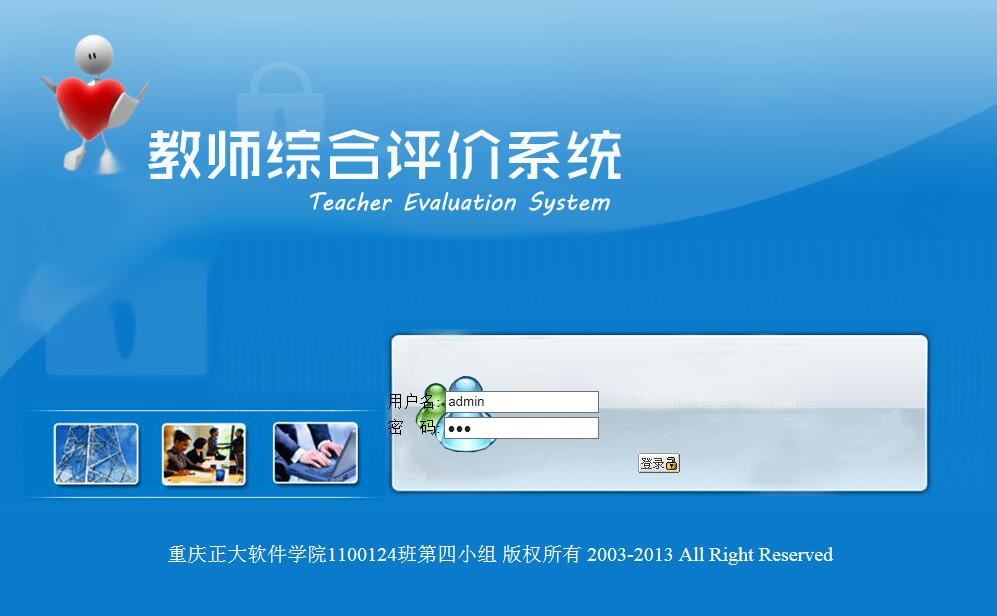 教师综合评价系统
Teacher Evaluation System
用户名: admin
密 码: ●●●
登录
重庆正大软件学院1100124班第四小组 版权所有 2003-2013 All Right Reserved